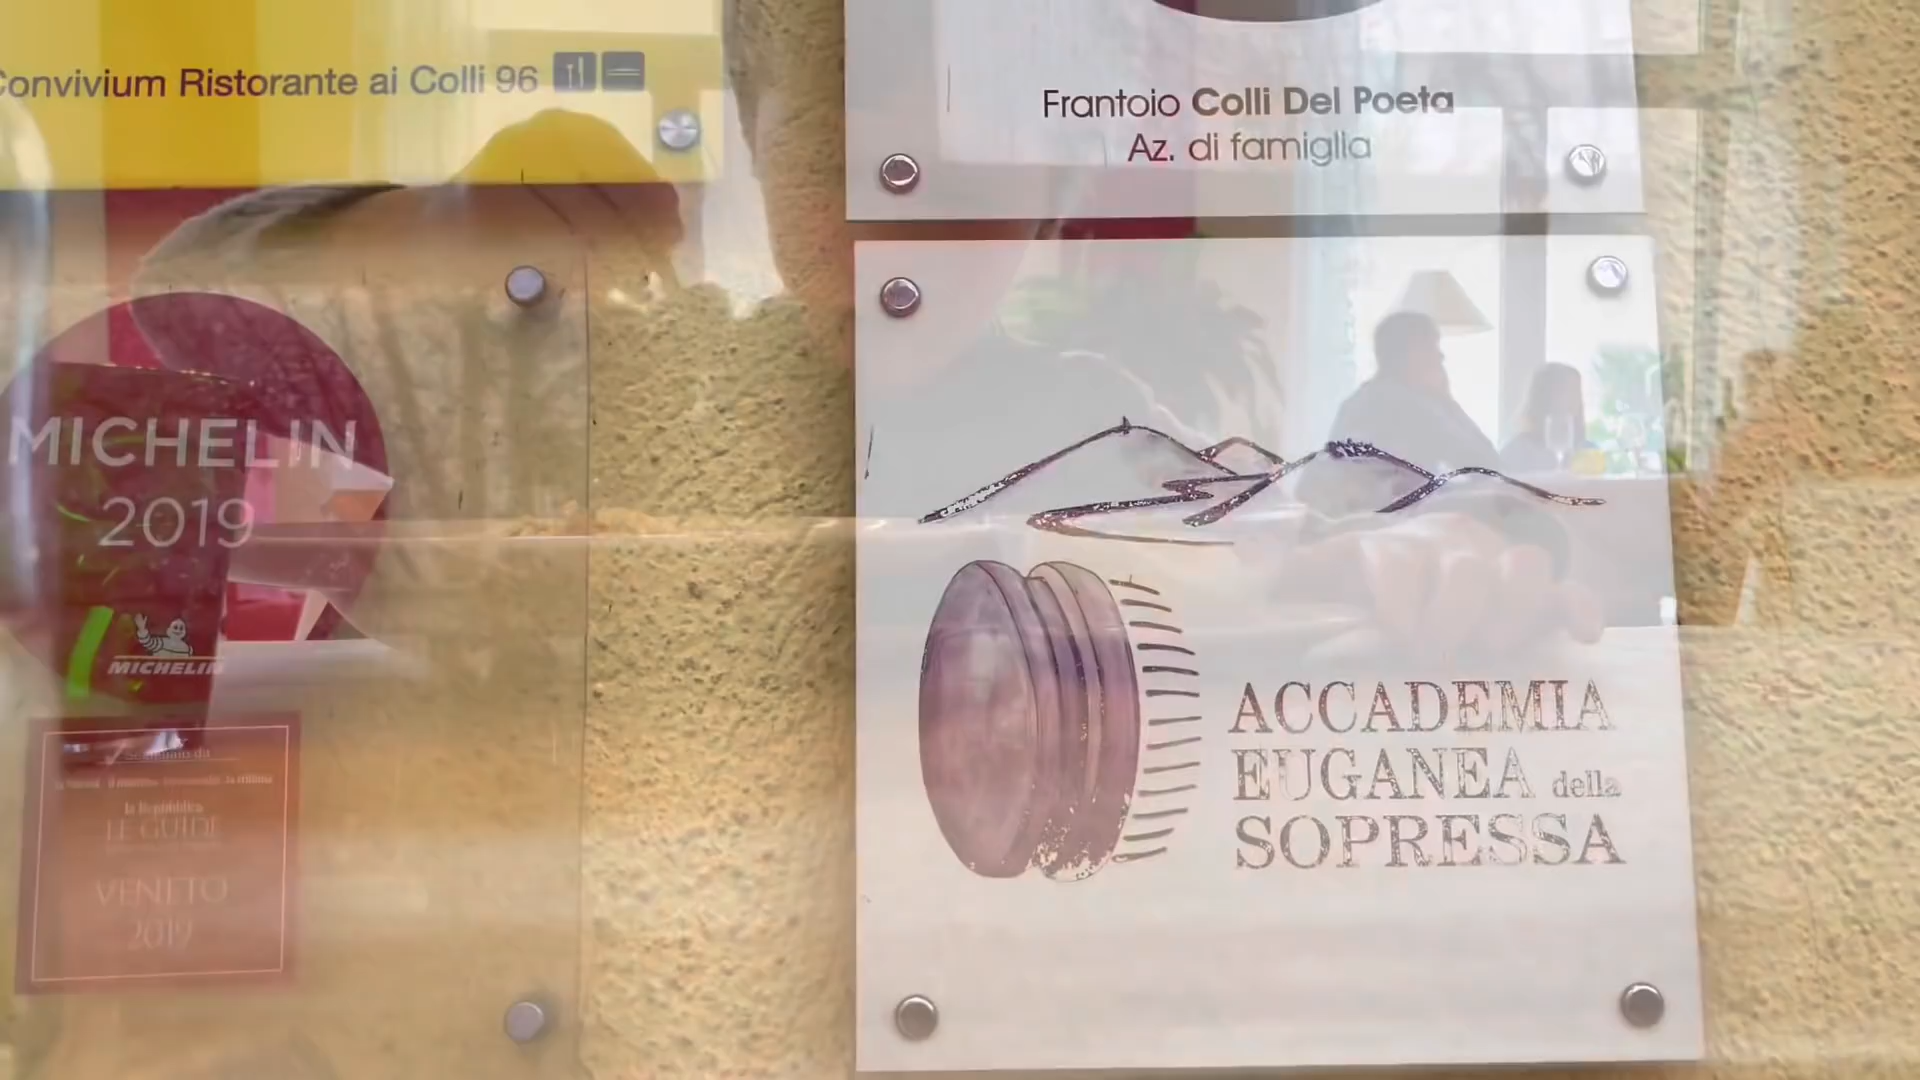 Convivium Ristorante ai Colli 96
Frantoio Colli Del Poeta
Az. di famiglia
MICHELIN
2019
MICHELIN
la Repubblica
LE GUIDE
VENETO
2019
ACCADEMIA
EUGANEA della
SOPRESSA